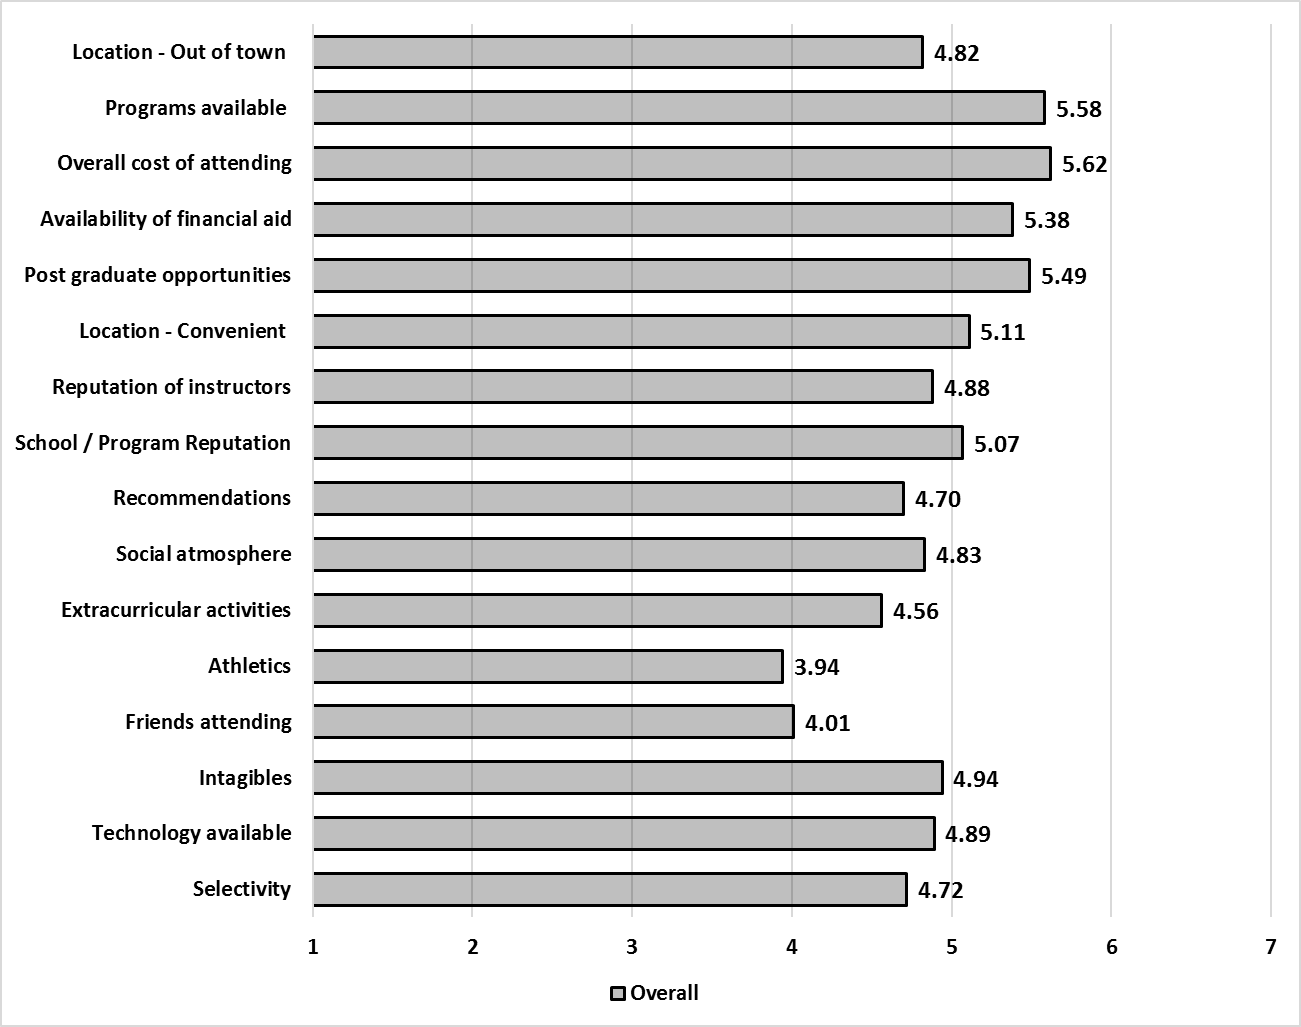 Location - Out of town 4.82
Programs available 5.58
Overall cost of attending 5.62
Availability of financial aid 5.38
Post graduate opportunities 5.49
Location - Convenient 5.11
Reputation of instructors 4.88
School / Program Reputation 5.07
Recommendations 4.70
Social atmosphere 4.83
Extracurricular activities 4.56
Athletics 3.94
Friends attending 4.01
Intagibles 4.94
Technology available 4.89
Selectivity 4.72
1 2 3 4 5 6 7
Overall